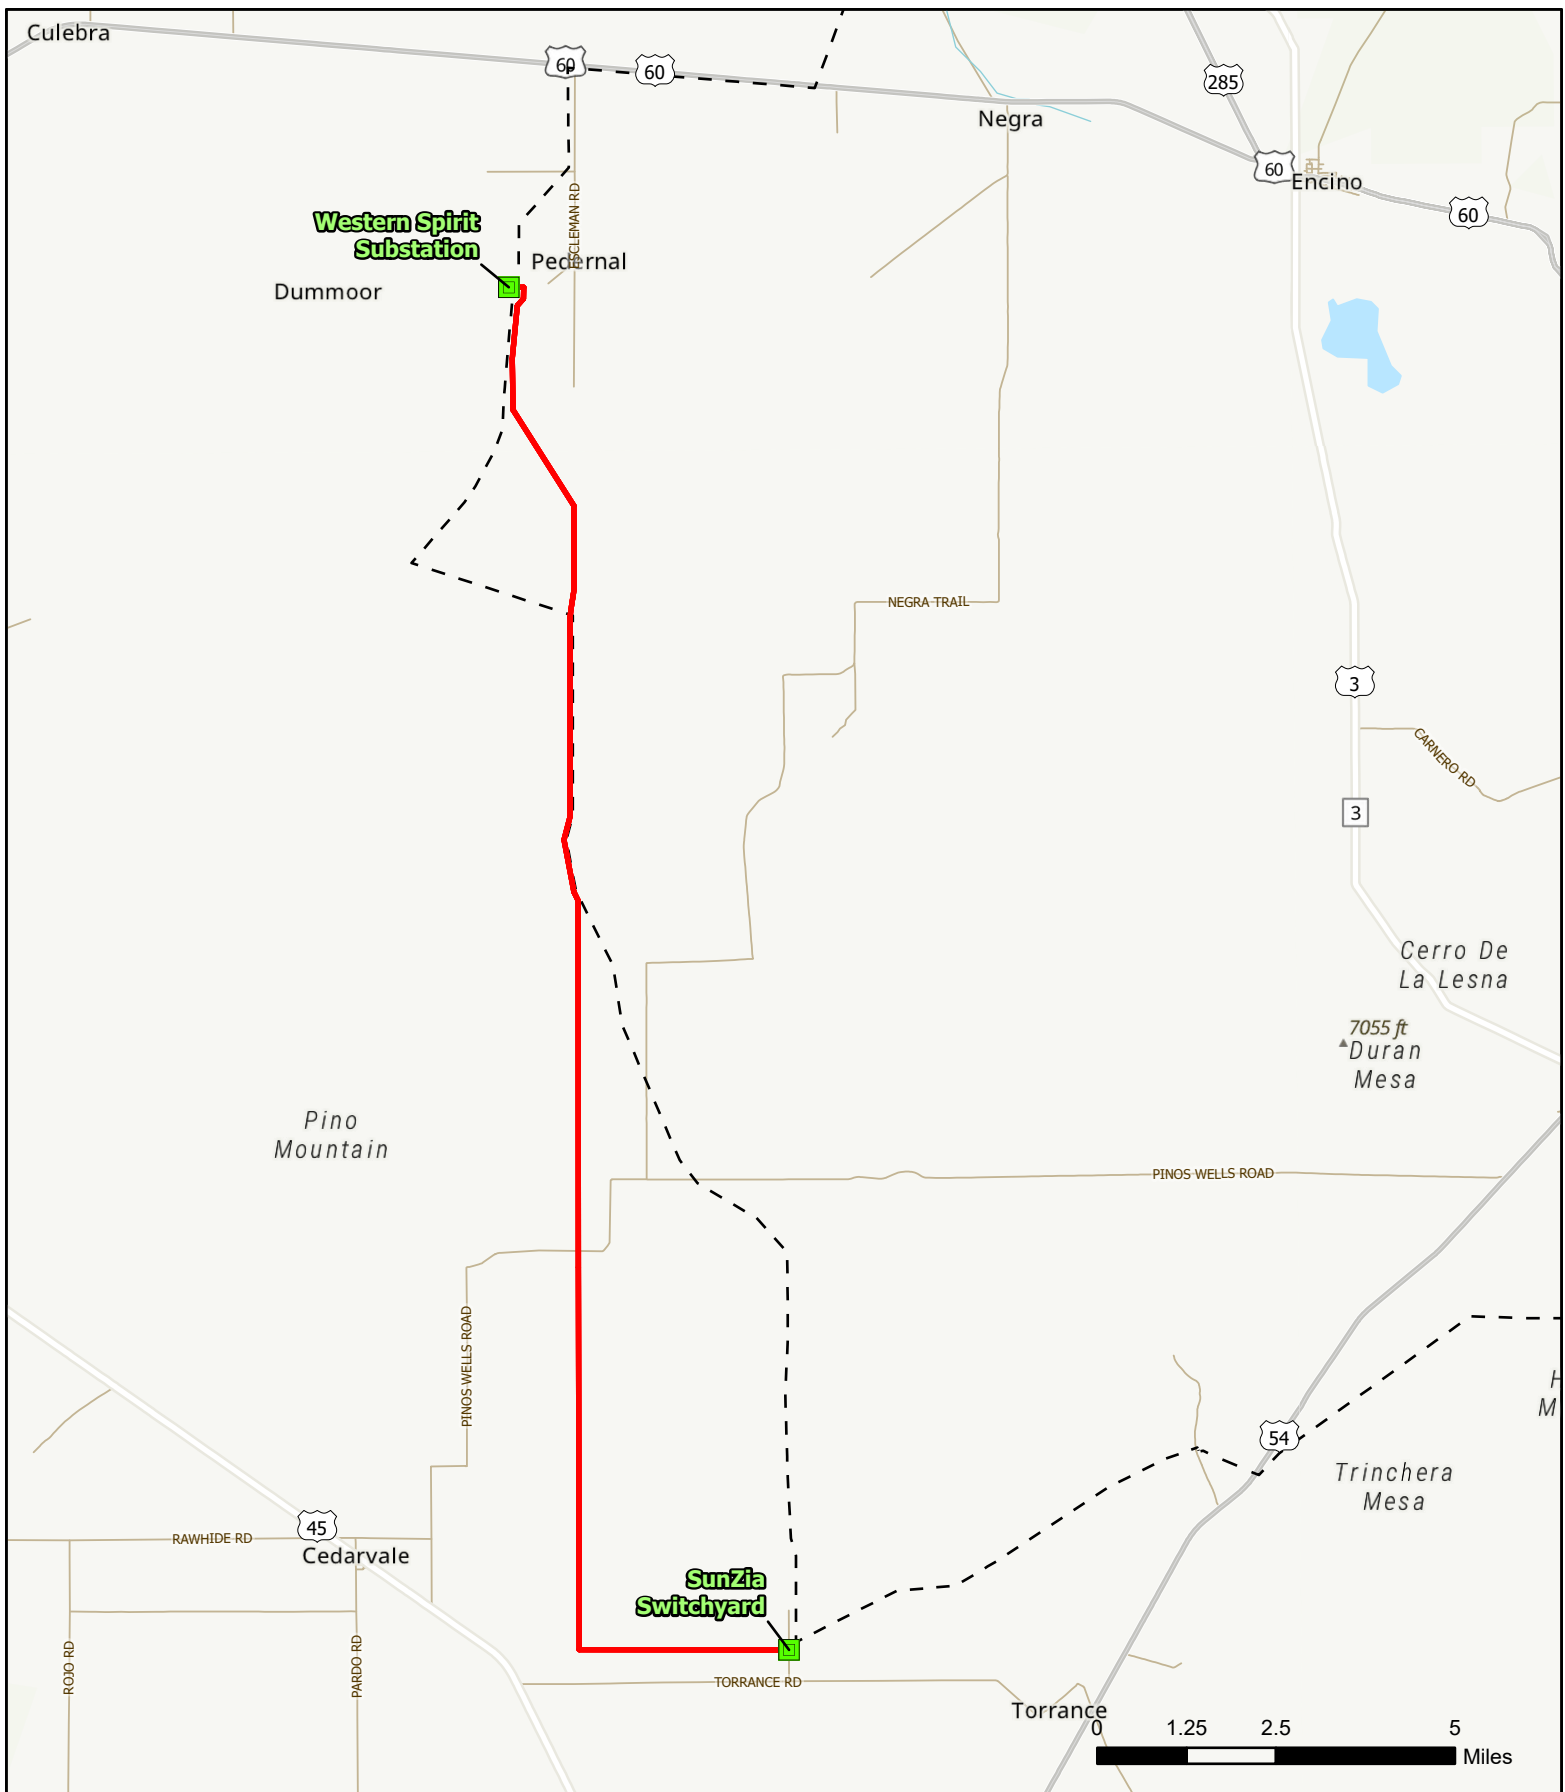 Culebra
60
60
285
Negra
60
Encino
60
Western Spirit
Substation
Pedernal
Dummoor
NEGRA TRAIL
3
CARNERO RD
3
Cerro De
La Lesna
7055 ft
Duran
Mesa
Pino
Mountain
PINOS WELLS ROAD
PINOS WELLS ROAD
H
M
54
Trinchera
Mesa
45
RAWHIDE RD
Cedarvale
SunZia
Switchyard
ROJO RD
PARDO RD
TORRANCE RD
Torrance
0 1.25 2.5 5
Miles